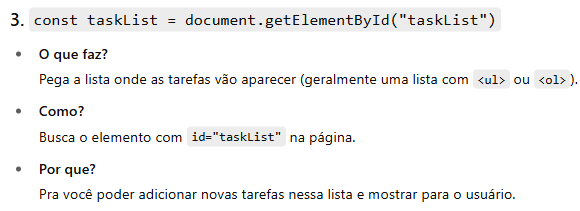 3. const taskList = document.getElementById("taskList")
• O que faz?
Pega a lista onde as tarefas vão aparecer (geralmente uma lista com <ul> ou <ol>).
• Como?
Busca o elemento com id="taskList" na página.
• Por que?
Pra você poder adicionar novas tarefas nessa lista e mostrar para o usuário.